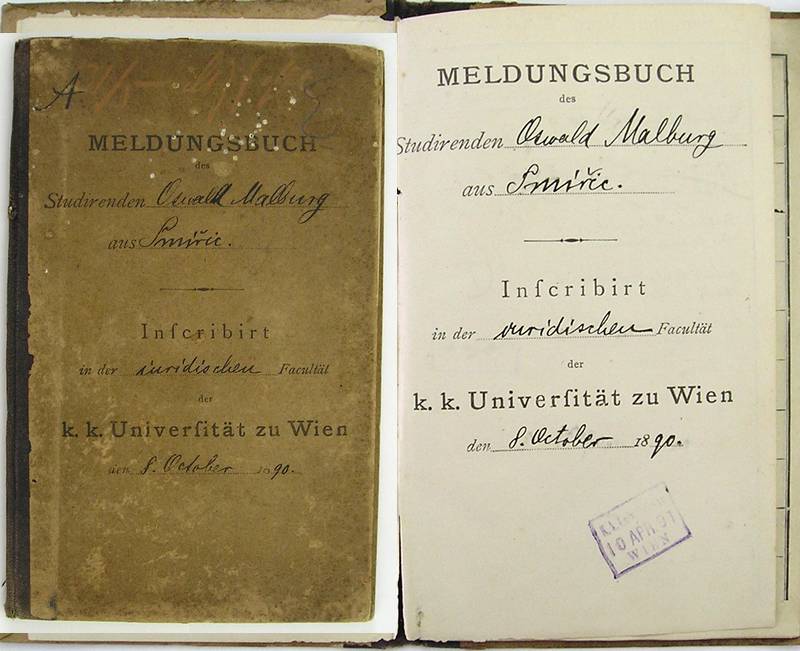 A.
MELDUNGSBUCH
des
Studirenden Oswald Malburg
aus Smiřic.
Inſcribirt
in der iuridischen Facultät
der
k. k. Univerſität zu Wien
den 8. October 1890.
MELDUNGSBUCH
des
Studirenden Oswald Malburg
aus Smiřic.
Inſcribirt
in der iuridischen Facultät
der
k. k. Univerſität zu Wien
den 8. October 1890.
10 APR 91
WIEN